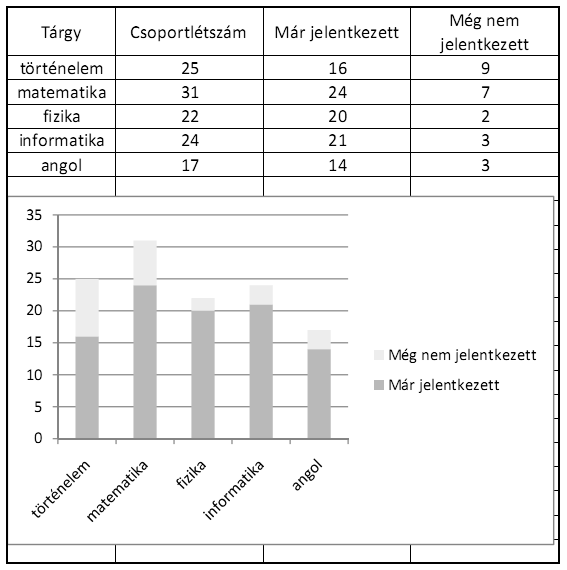 Tárgy Csoportlétszám Már jelentkezett Még nem jelentkezett
történelem 25 16 9
matematika 31 24 7
fizika 22 20 2
informatika 24 21 3
angol 17 14 3
35
30
25
20
15
10
5
0
történelem matematika fizika informatika angol
Még nem jelentkezett
Már jelentkezett